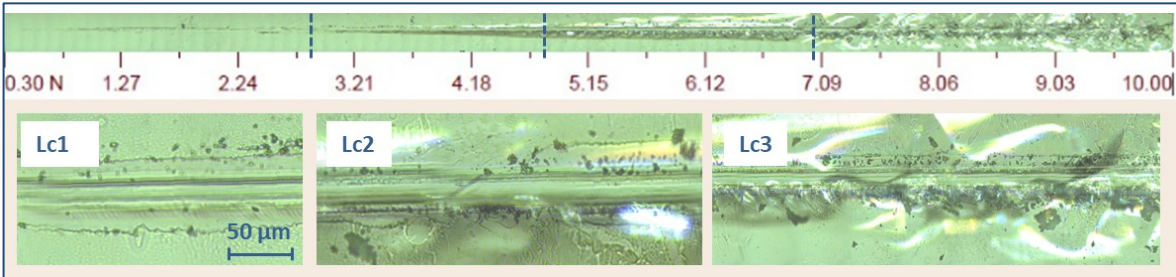 0.30 N 1.27 2.24 3.21 4.18 5.15 6.12 7.09 8.06 9.03 10.00
Lc1 Lc2 Lc3
50 µm